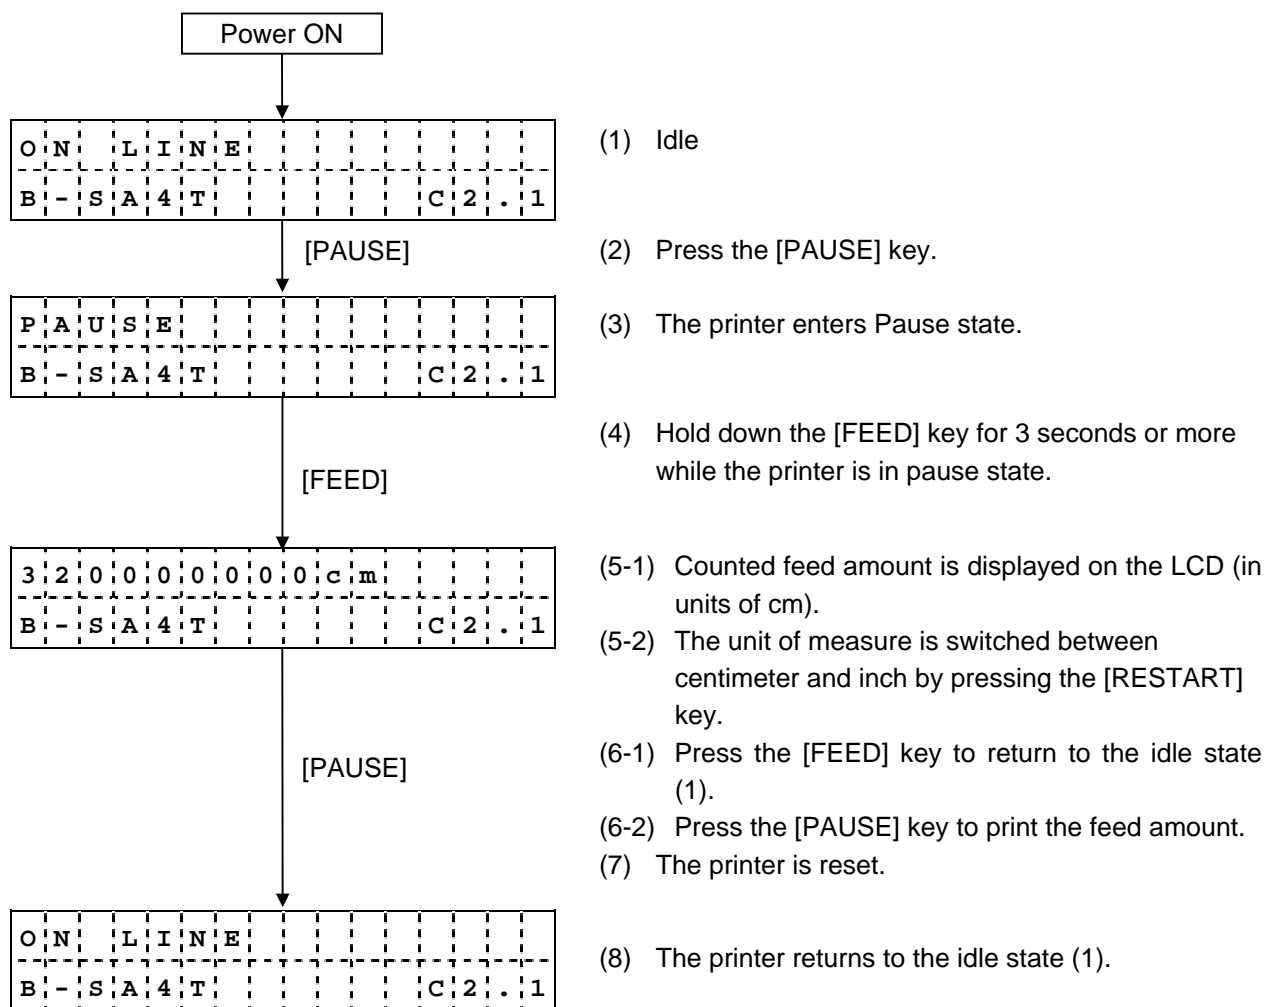 Power ON
ON LINE
B-SA4T C2.1
(1) Idle
[PAUSE]
(2) Press the [PAUSE] key.
PAUSE
B-SA4T C2.1
(3) The printer enters Pause state.
[FEED]
(4) Hold down the [FEED] key for 3 seconds or more
while the printer is in pause state.
320000000cm
B-SA4T C2.1
(5-1) Counted feed amount is displayed on the LCD (in
units of cm).
(5-2) The unit of measure is switched between
centimeter and inch by pressing the [RESTART]
key.
[PAUSE]
(6-1) Press the [FEED] key to return to the idle state
(1).
(6-2) Press the [PAUSE] key to print the feed amount.
(7) The printer is reset.
ON LINE
B-SA4T C2.1
(8) The printer returns to the idle state (1).